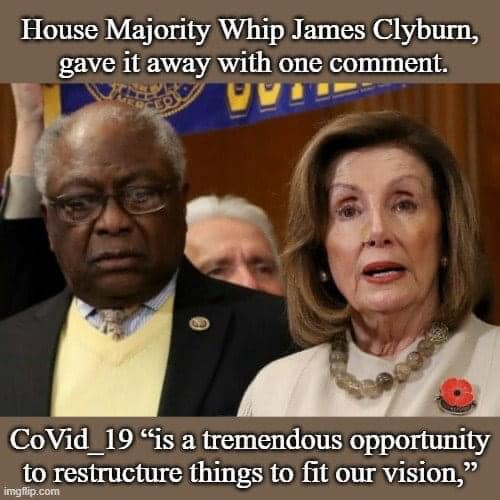 House Majority Whip James Clyburn,
gave it away with one comment.
CoVid_19 “is a tremendous opportunity
to restructure things to fit our vision,”
imgflip.com